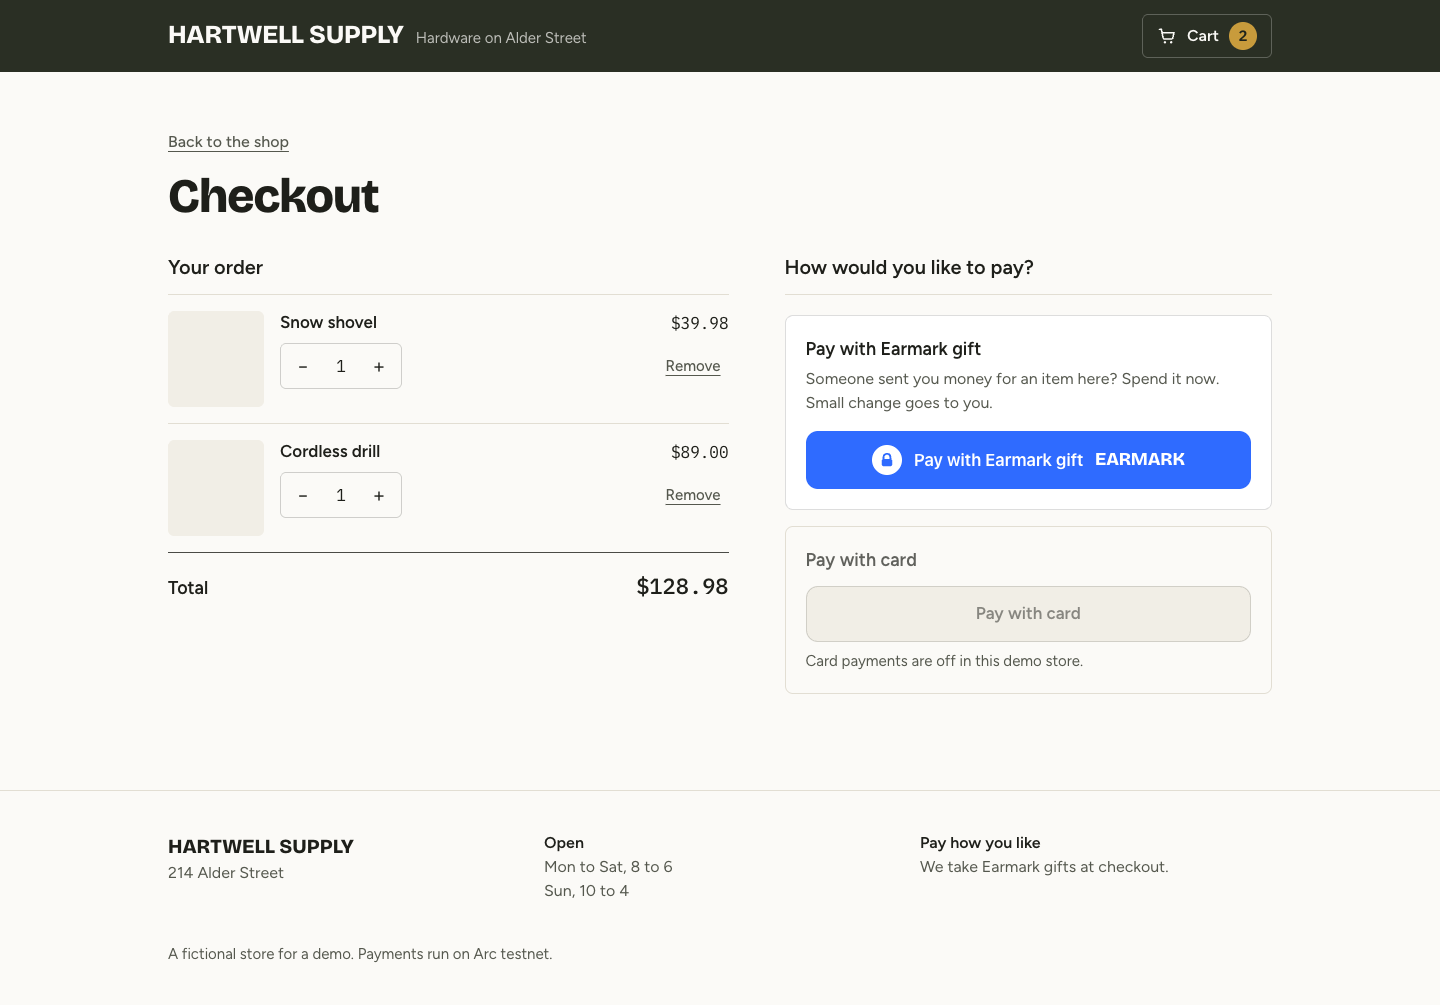 HARTWELL SUPPLY Hardware on Alder Street
Cart 2
Back to the shop
Checkout
Your order
Snow shovel $39.98
− 1 + Remove
Cordless drill $89.00
− 1 + Remove
Total $128.98
How would you like to pay?
Pay with Earmark gift
Someone sent you money for an item here? Spend it now.
Small change goes to you.
Pay with Earmark gift EARMARK
Pay with card
Pay with card
Card payments are off in this demo store.
HARTWELL SUPPLY
214 Alder Street
Open
Mon to Sat, 8 to 6
Sun, 10 to 4
Pay how you like
We take Earmark gifts at checkout.
A fictional store for a demo. Payments run on Arc testnet.